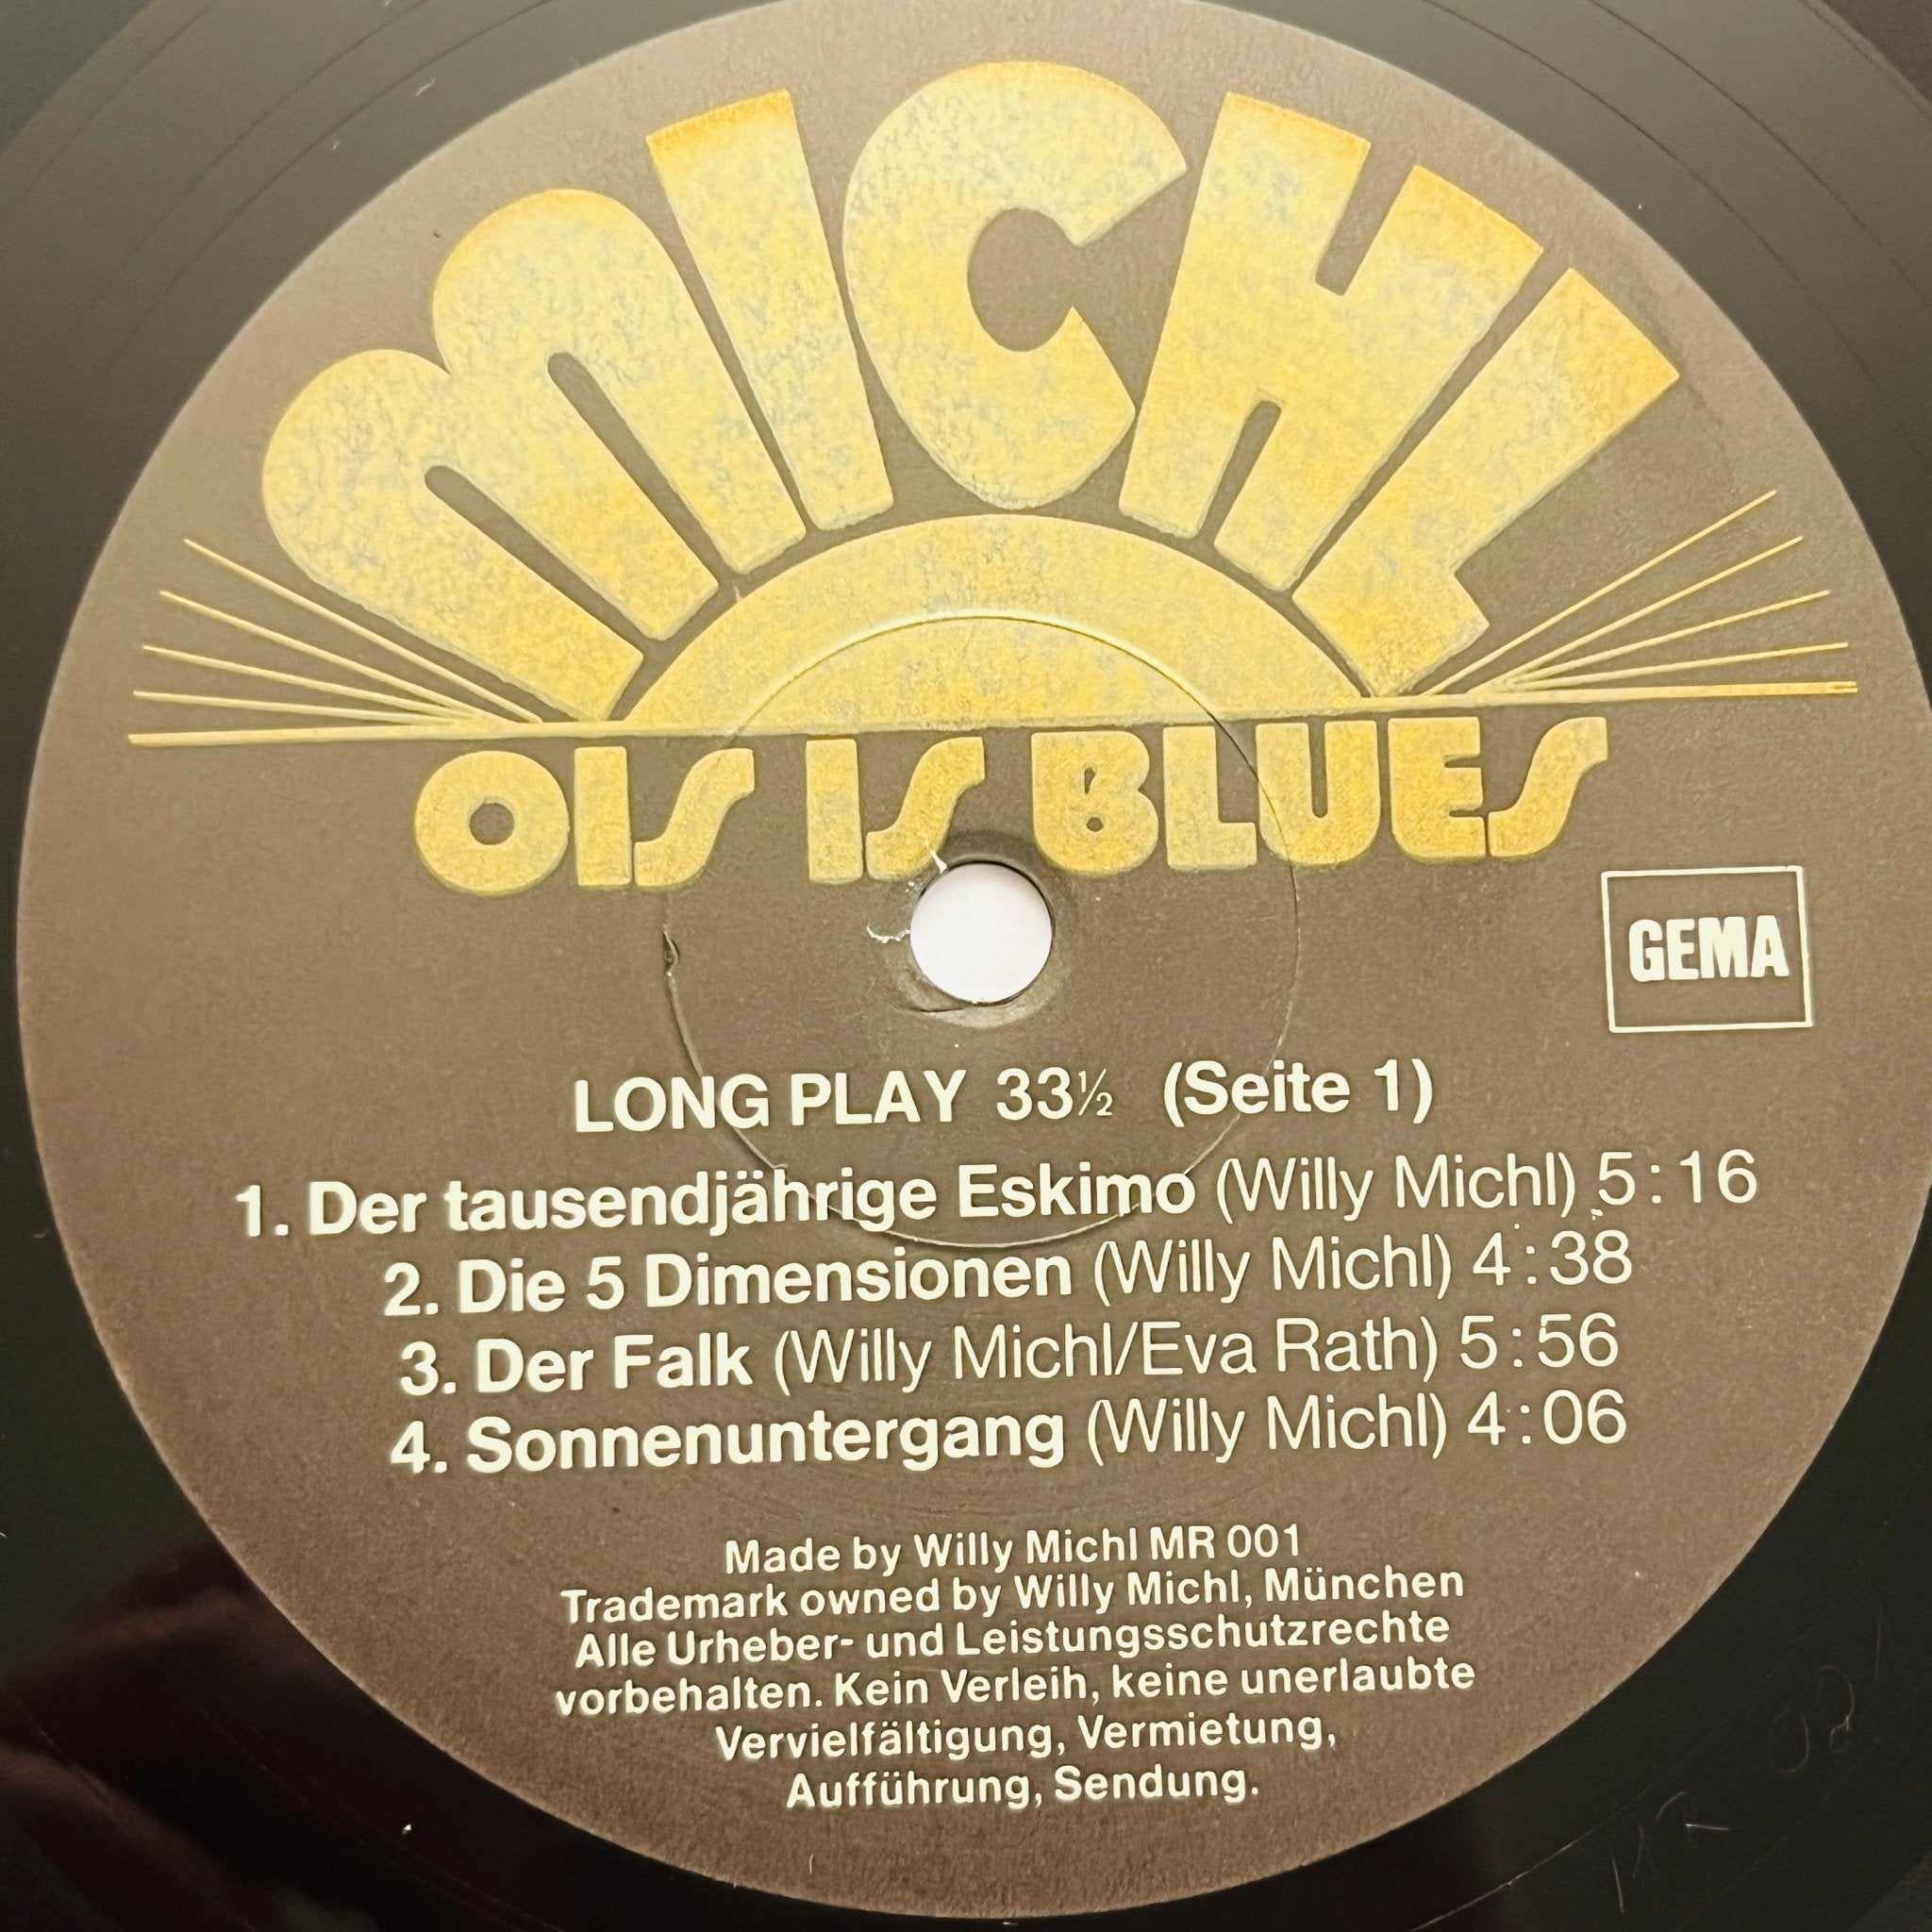 MICHL
OIS IS BLUES
GEMA
LONG PLAY 33½ (Seite 1)
1. Der tausendjährige Eskimo (Willy Michl) 5:16
2. Die 5 Dimensionen (Willy Michl) 4:38
3. Der Falk (Willy Michl/Eva Rath) 5:56
4. Sonnenuntergang (Willy Michl) 4:06
Made by Willy Michl MR 001
Trademark owned by Willy Michl, München
Alle Urheber- und Leistungsschutzrechte
vorbehalten. Kein Verleih, keine unerlaubte
Vervielfältigung, Vermietung,
Aufführung, Sendung.